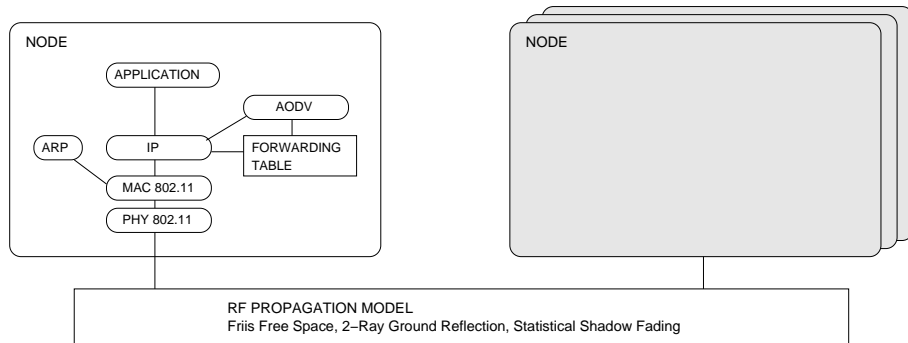 NODE
APPLICATION
AODV
ARP
IP
FORWARDING
TABLE
MAC 802.11
PHY 802.11
NODE
RF PROPAGATION MODEL
Friis Free Space, 2−Ray Ground Reflection, Statistical Shadow Fading